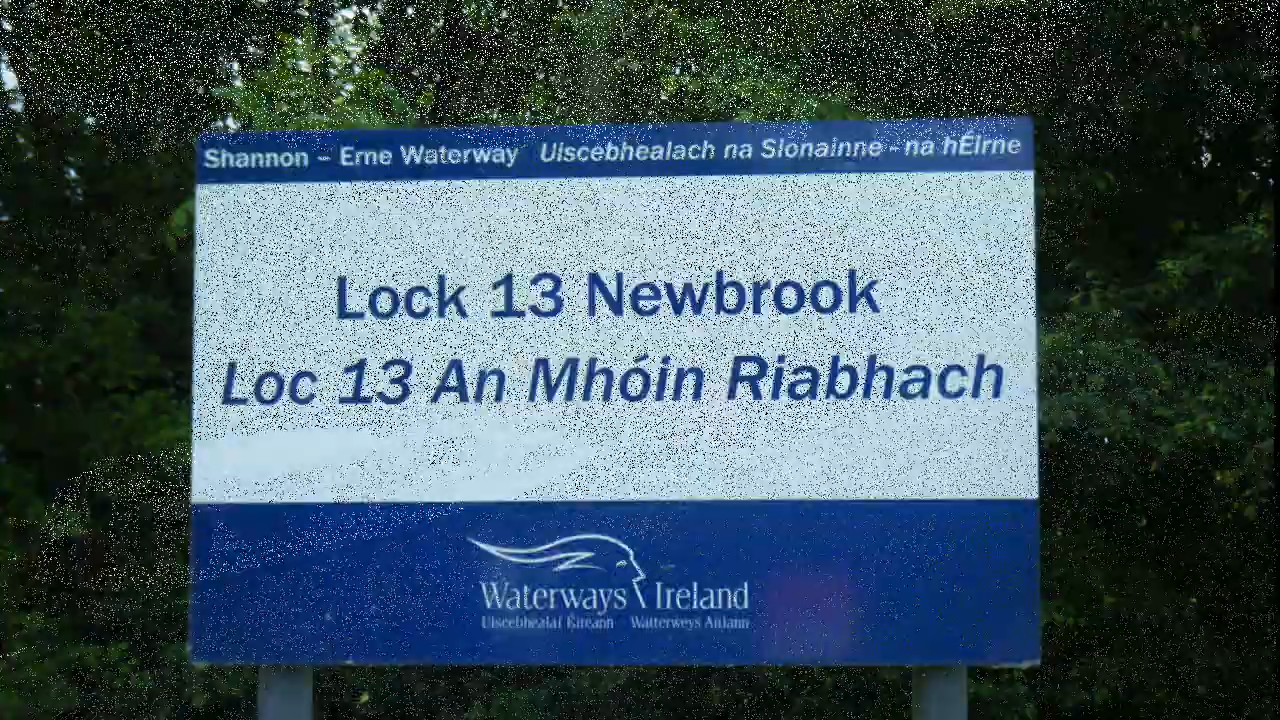 Shannon – Erne Waterway Uiscebhealach na Sionainne - na hÉirne
Lock 13 Newbrook
Loc 13 An Mhóin Riabhach
Waterways Ireland
Uiscebhealaí Éireann Watterweys Airlann